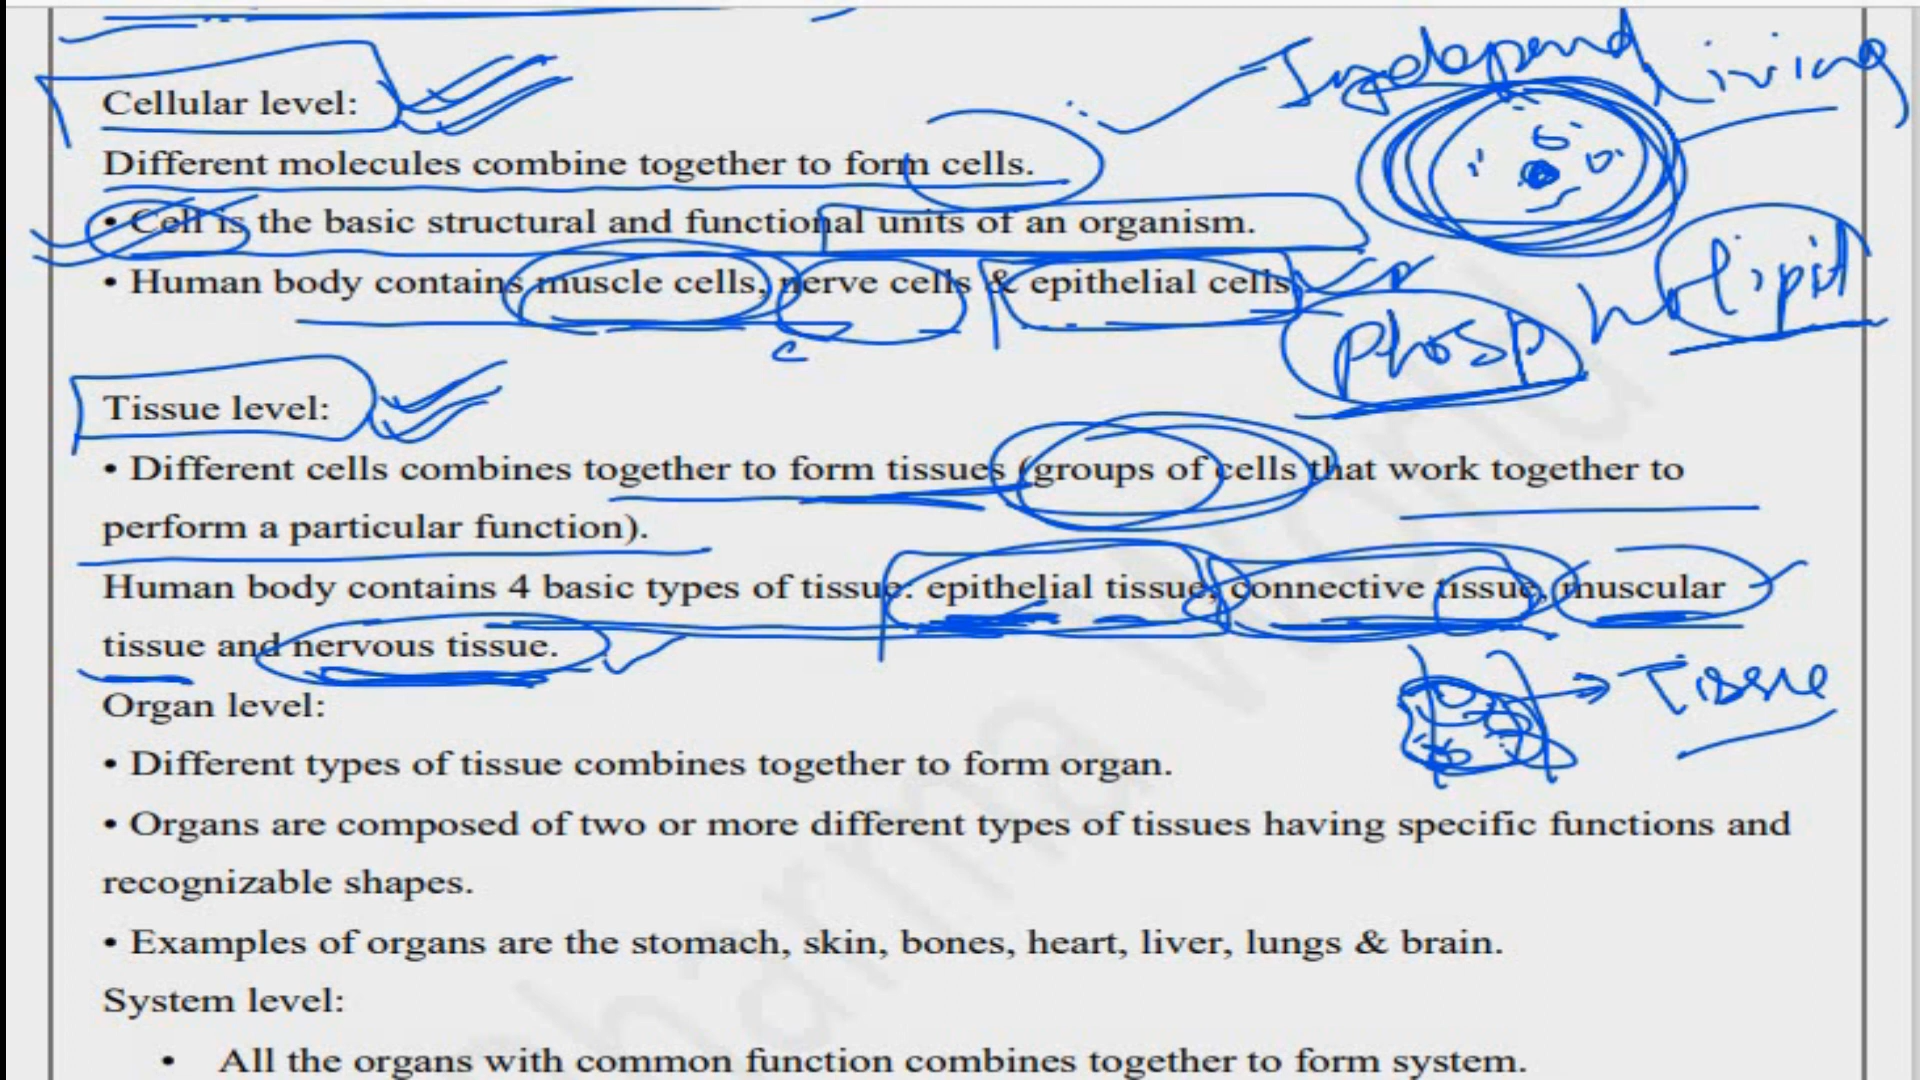 Independ Living
Cellular level:
Different molecules combine together to form cells.
• Cell is the basic structural and functional units of an organism.
• Human body contains muscle cells, nerve cells & epithelial cells
lipid
phosp
Tissue level:
• Different cells combines together to form tissues (groups of cells that work together to
perform a particular function).
Human body contains 4 basic types of tissue: epithelial tissue, connective tissue, muscular
tissue and nervous tissue.
Tissue
Organ level:
• Different types of tissue combines together to form organ.
• Organs are composed of two or more different types of tissues having specific functions and
recognizable shapes.
• Examples of organs are the stomach, skin, bones, heart, liver, lungs & brain.
System level:
• All the organs with common function combines together to form system.